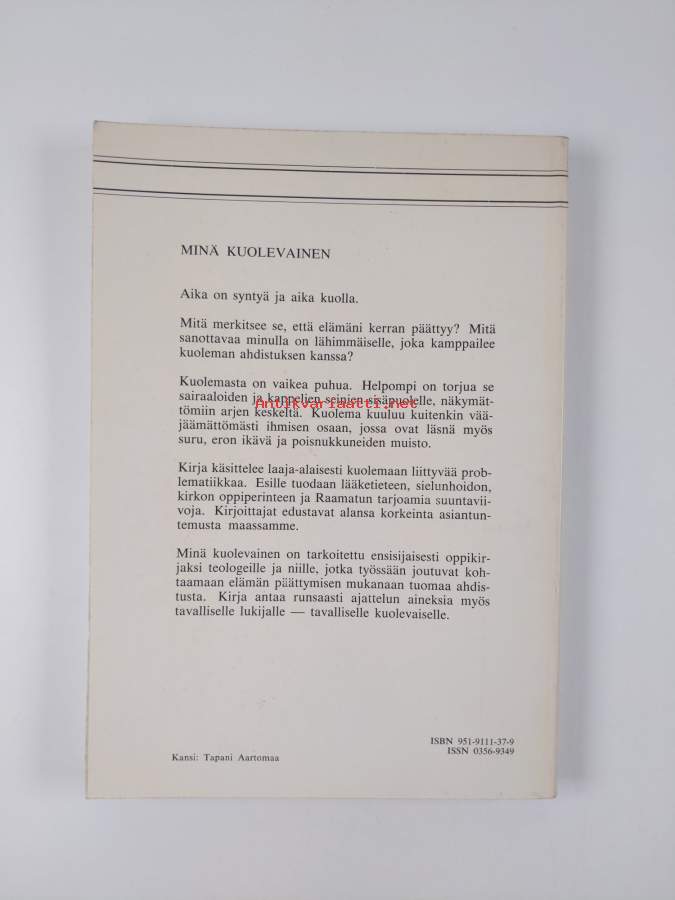 MINÄ KUOLEVAINEN
Aika on syntyä ja aika kuolla.
Mitä merkitsee se, että elämäni kerran päättyy? Mitä
sanottavaa minulla on lähimmäiselle, joka kamppailee
kuoleman ahdistuksen kanssa?
Kuolemasta on vaikea puhua. Helpompi on torjua se
sairaaloiden ja kappelien seinien sisäpuolelle, näkymät-
Antikvariaatti.net
tömiin arjen keskeltä. Kuolema kuuluu kuitenkin vää-
jäämättömästi ihmisen osaan, jossa ovat läsnä myös
suru, eron ikävä ja poisnukkuneiden muisto.
Kirja käsittelee laaja-alaisesti kuolemaan liittyvää prob-
lematiikkaa. Esille tuodaan lääketieteen, sielunhoidon,
kirkon oppiperinteen ja Raamatun tarjoamia suuntavii-
voja. Kirjoittajat edustavat alansa korkeinta asiantun-
temusta maassamme.
Minä kuolevainen on tarkoitettu ensisijaisesti oppikir-
jaksi teologeille ja niille, jotka työssään joutuvat koh-
taamaan elämän päättymisen mukanaan tuomaa ahdis-
tusta. Kirja antaa runsaasti ajattelun aineksia myös
tavalliselle lukijalle — tavalliselle kuolevaiselle.
ISBN 951-9111-37-9
ISSN 0356-9349
Kansi: Tapani Aartomaa